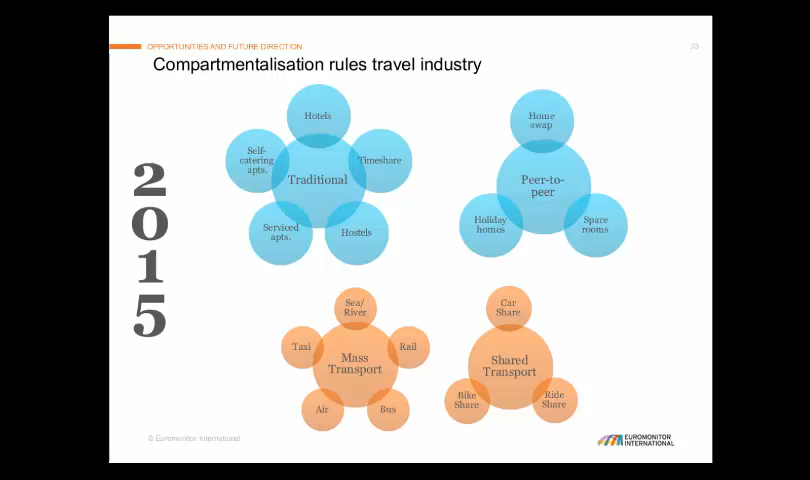 OPPORTUNITIES AND FUTURE DIRECTION
33
Compartmentalisation rules travel industry
2
0
1
5
Hotels
Self-
catering
apts.
Timeshare
Traditional
Serviced
apts.
Hostels
Home
swap
Peer-to-
peer
Holiday
homes
Spare
rooms
Sea/
River
Taxi
Rail
Mass
Transport
Air
Bus
Car
Share
Shared
Transport
Bike
Share
Ride
Share
© Euromonitor International
EUROMONITOR
INTERNATIONAL